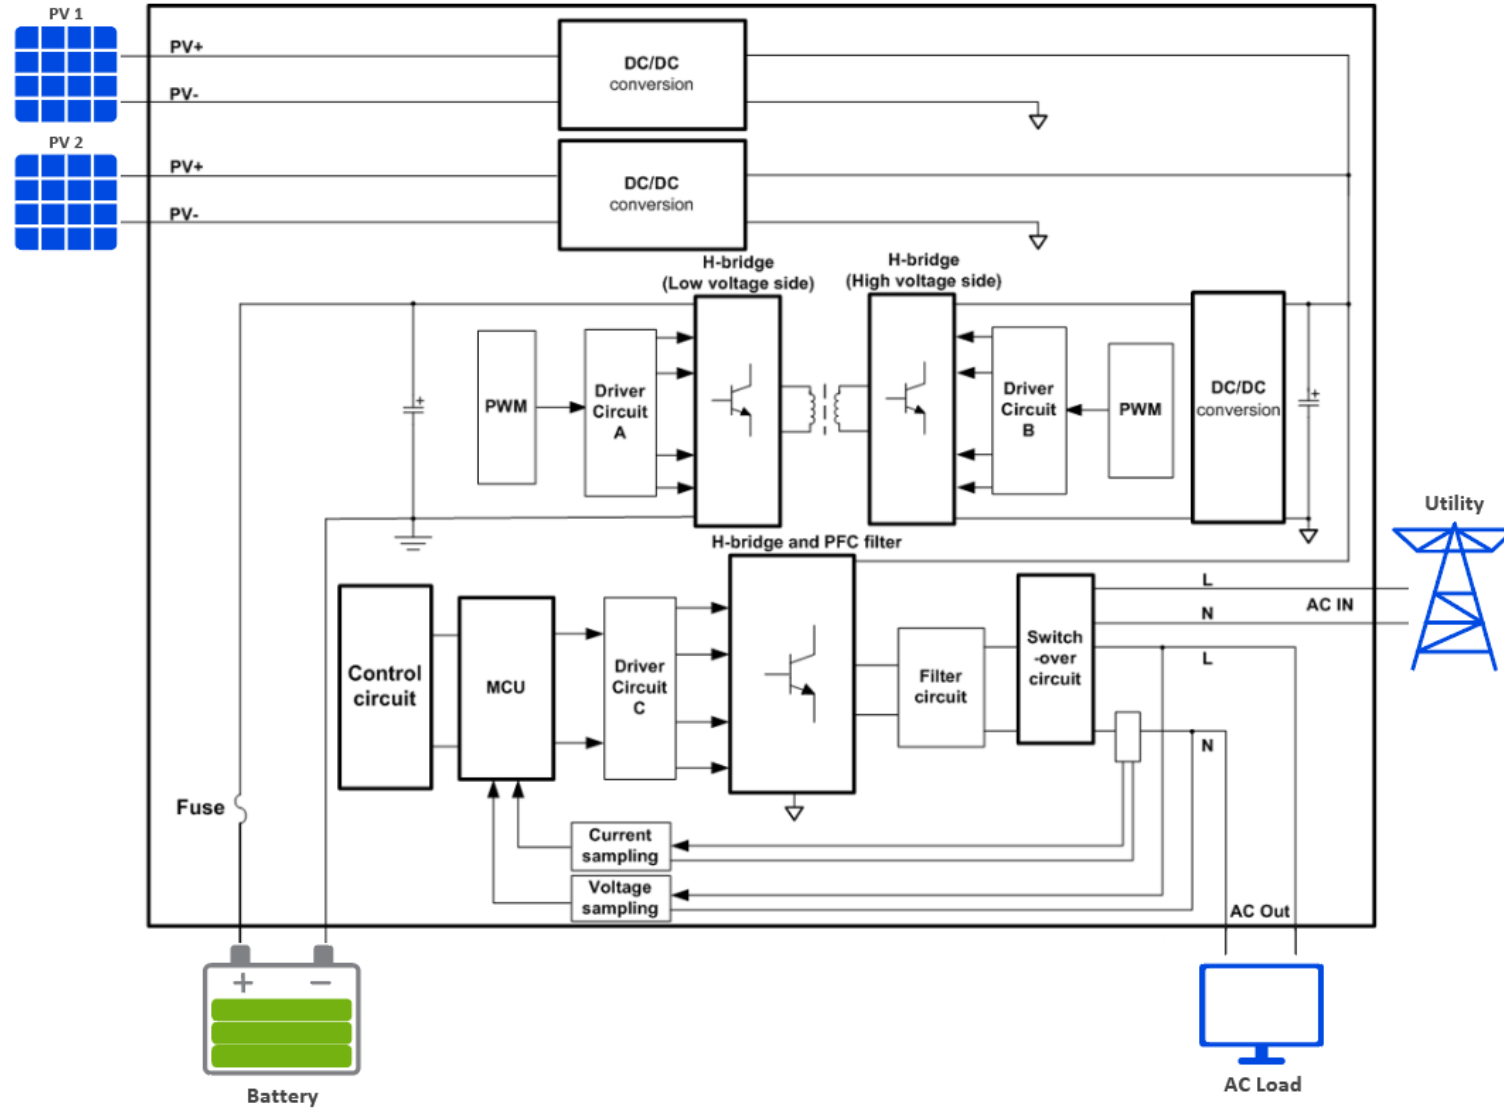 PV 1
PV+
PV-
DC/DC
conversion
PV 2
PV+
PV-
DC/DC
conversion
H-bridge
(Low voltage side)
H-bridge
(High voltage side)
PWM
Driver
Circuit
A
+
Driver
Circuit
B
PWM
DC/DC
conversion
+
Utility
H-bridge and PFC filter
Control
circuit
MCU
Driver
Circuit
C
Filter
circuit
Switch
-over
circuit
L
AC IN
N
L
N
Fuse
Current
sampling
Voltage
sampling
AC Out
+
−
Battery
AC Load